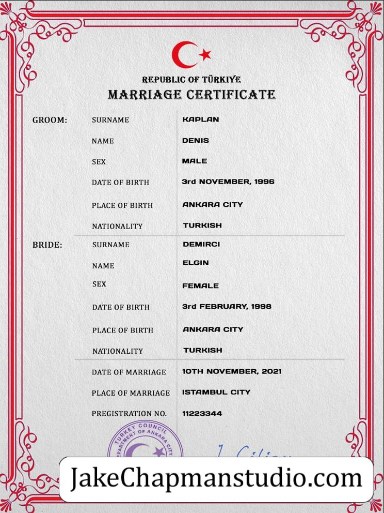 REPUBLIC OF TÜRKIYE
MARRIAGE CERTIFICATE
GROOM: SURNAME KAPLAN
NAME DENIS
SEX MALE
DATE OF BIRTH 3rd NOVEMBER, 1996
PLACE OF BIRTH ANKARA CITY
NATIONALITY TURKISH
BRIDE: SURNAME DEMIRCI
NAME ELGIN
SEX FEMALE
DATE OF BIRTH 3rd FEBRUARY, 1998
PLACE OF BIRTH ANKARA CITY
NATIONALITY TURKISH
DATE OF MARRIAGE 10TH NOVEMBER, 2021
PLACE OF MARRIAGE ISTAMBUL CITY
PREGISTRATION NO. 11223344
TURKEY COUNCIL
DEPARTMENT OF ANKARA CITY
JakeChapmanstudio.com